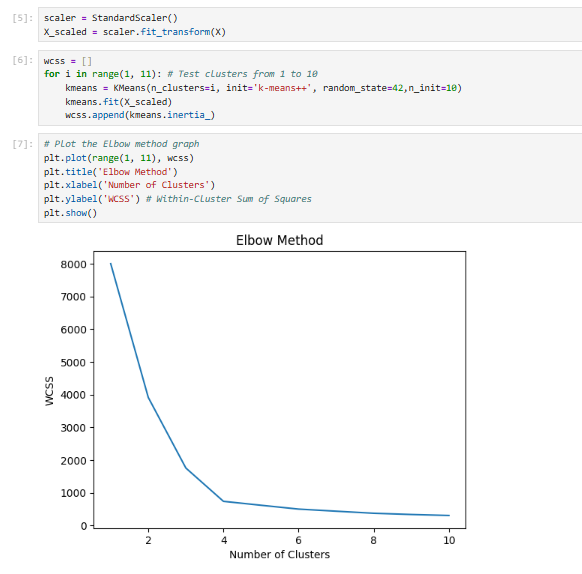 [5]: scaler = StandardScaler()
X_scaled = scaler.fit_transform(X)
[6]: wcss = []
for i in range(1, 11): # Test clusters from 1 to 10
    kmeans = KMeans(n_clusters=i, init='k-means++', random_state=42,n_init=10)
    kmeans.fit(X_scaled)
    wcss.append(kmeans.inertia_)
[7]: # Plot the Elbow method graph
plt.plot(range(1, 11), wcss)
plt.title('Elbow Method')
plt.xlabel('Number of Clusters')
plt.ylabel('WCSS') # Within-Cluster Sum of Squares
plt.show()
Elbow Method
8000
7000
6000
5000
4000
3000
2000
1000
0
WCSS
2 4 6 8 10
Number of Clusters